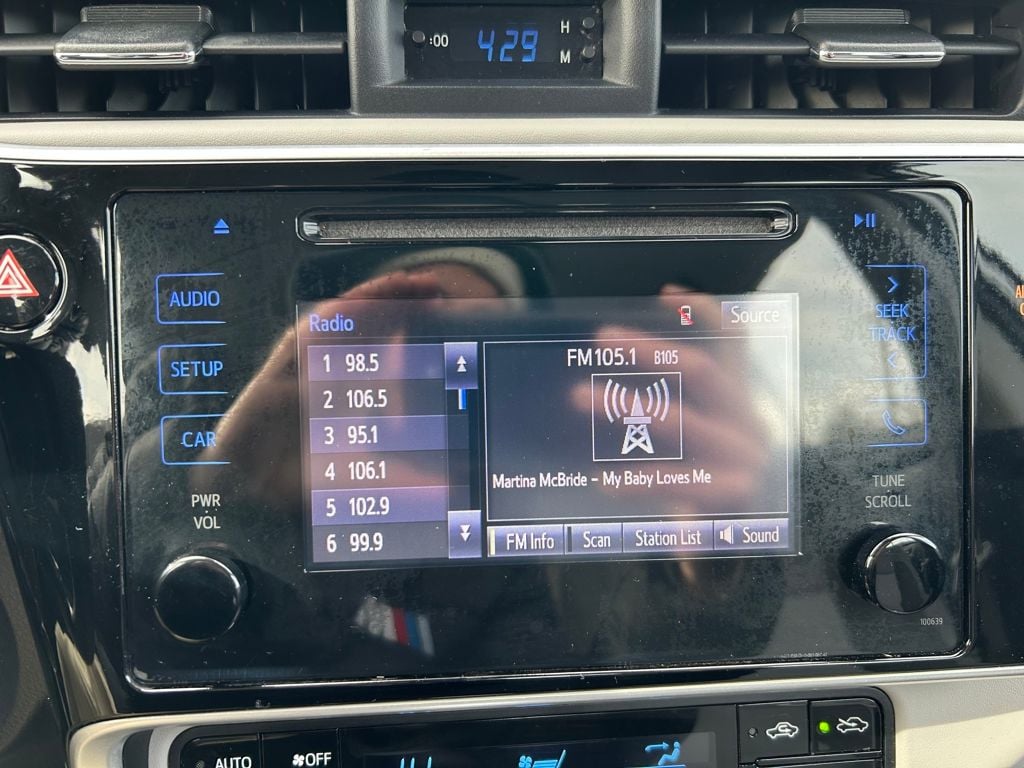 :00 4:29 H
M
AUDIO
SETUP
CAR
PWR
VOL
Radio
Source
1 98.5
2 106.5
3 95.1
4 106.1
5 102.9
6 99.9
FM 105.1 B105
Martina McBride - My Baby Loves Me
FM Info Scan Station List Sound
SEEK
TRACK
TUNE
SCROLL
100639
AUTO
OFF